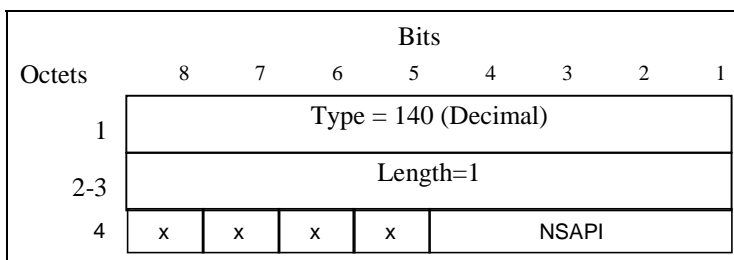 Bits
Octets 8 7 6 5 4 3 2 1
1 Type = 140 (Decimal)
2-3 Length=1
4 x x x x NSAPI